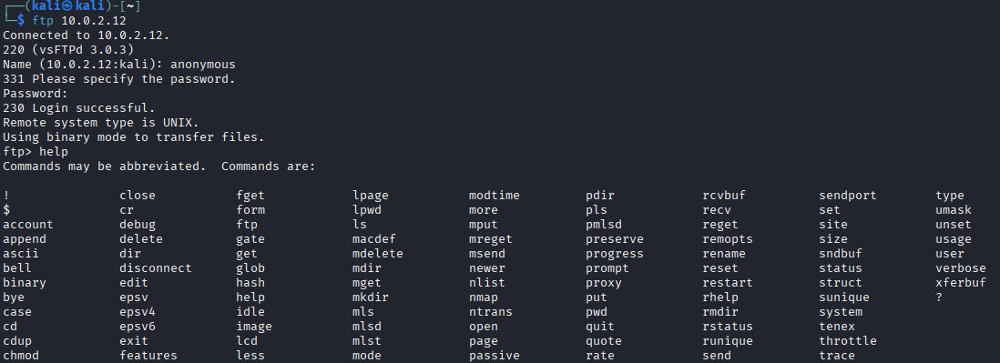 ┌──(kali㉿kali)-[~]
└─$ ftp 10.0.2.12
Connected to 10.0.2.12.
220 (vsFTPd 3.0.3)
Name (10.0.2.12:kali): anonymous
331 Please specify the password.
Password:
230 Login successful.
Remote system type is UNIX.
Using binary mode to transfer files.
ftp> help
Commands may be abbreviated.  Commands are:
! close fget lpage modtime pdir rcvbuf sendport type
$ cr form lpwd more pls recv set umask
account debug ftp ls mput pmlsd reget site unset
append delete gate macdef mreget preserve remopts size usage
ascii dir get mdelete msend progress rename sndbuf user
bell disconnect glob mdir newer prompt reset status verbose
binary edit hash mget nlist proxy restart struct xferbuf
bye epsv help mkdir nmap put rhelp sunique ?
case epsv4 idle mls ntrans pwd rmdir system
cd epsv6 image mlsd open quit rstatus tenex
cdup exit lcd mlst page quote runique throttle
chmod features less mode passive rate send trace